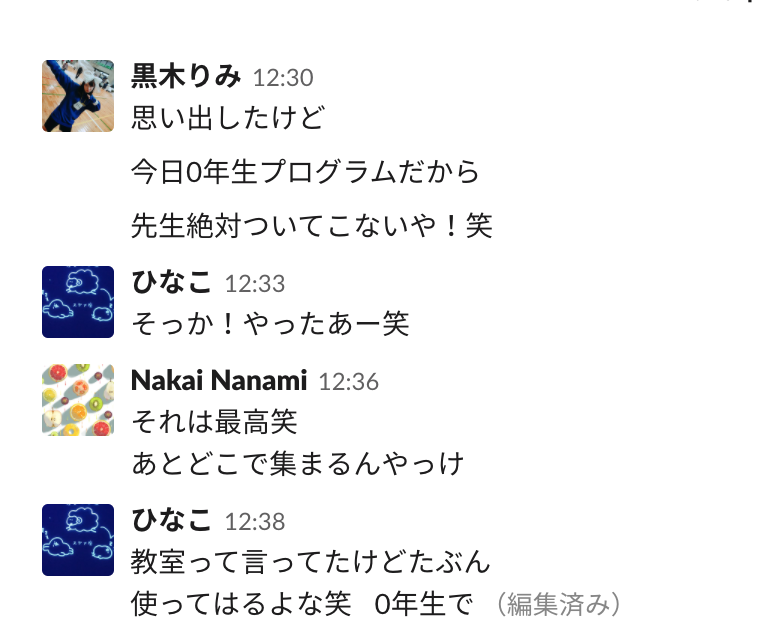 黒木りみ 12:30
思い出したけど
今日0年生プログラムだから
先生絶対ついてこないや！笑
ひなこ 12:33
そっか！やったあー笑
Nakai Nanami 12:36
それは最高笑
あとどこで集まるんやっけ
ひなこ 12:38
教室って言ってたけどたぶん
使ってはるよな笑　0年生で （編集済み）